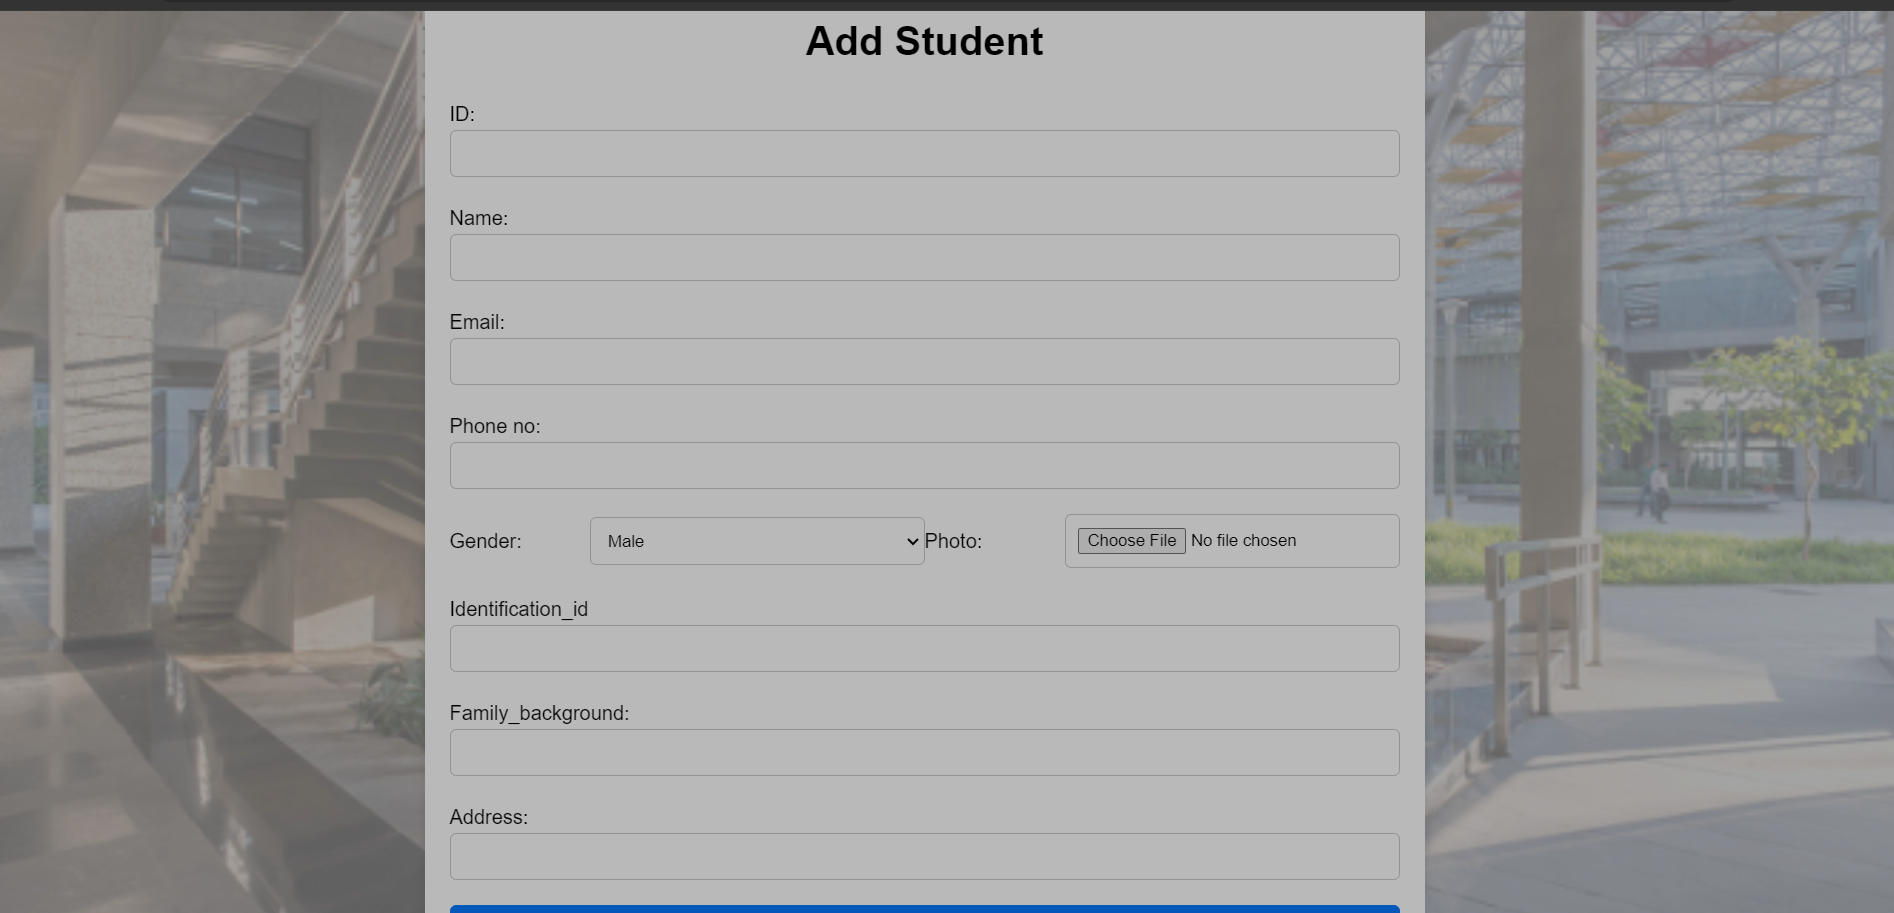 Add Student
ID:
Name:
Email:
Phone no:
Gender: Male Photo: Choose File No file chosen
Identification_id
Family_background:
Address: